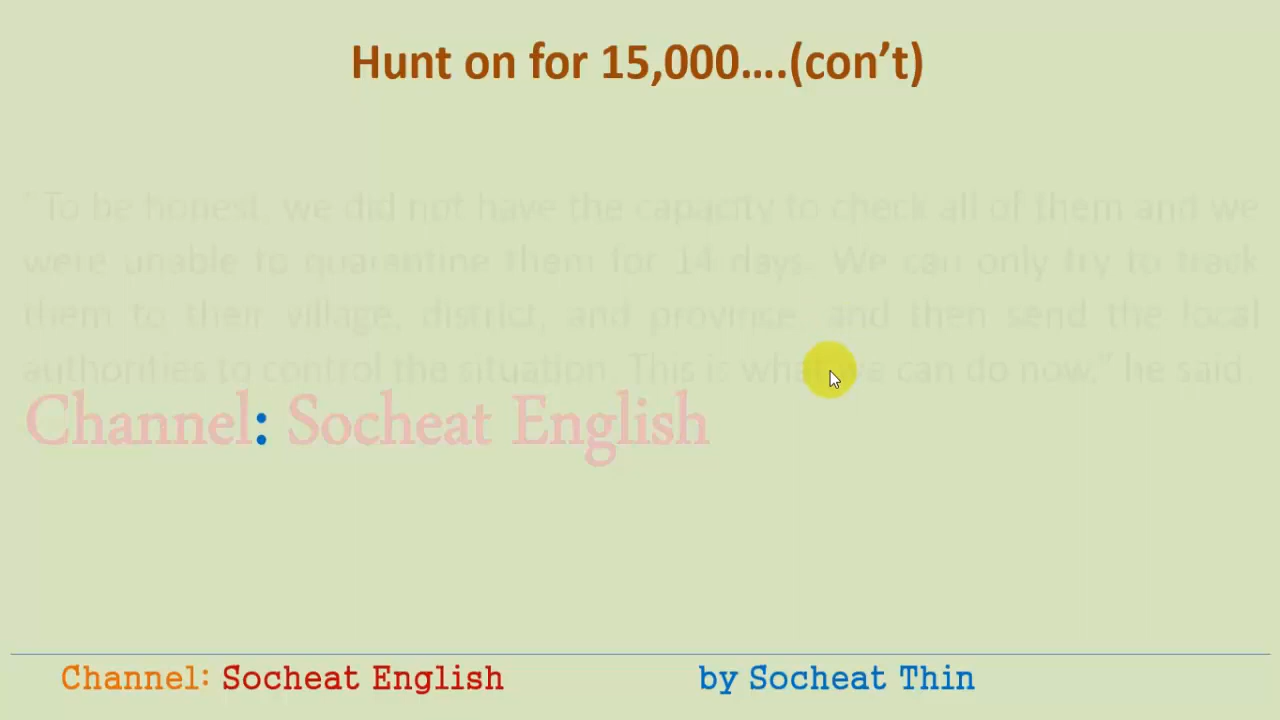 Hunt on for 15,000....(con’t)
“To be honest, we did not have the capacity to check all of them and we
were unable to quarantine them for 14 days. We can only try to track
them to their village, district, and province, and then send the local
authorities to control the situation. This is what we can do now,” he said.
Channel: Socheat English
Channel: Socheat English by Socheat Thin